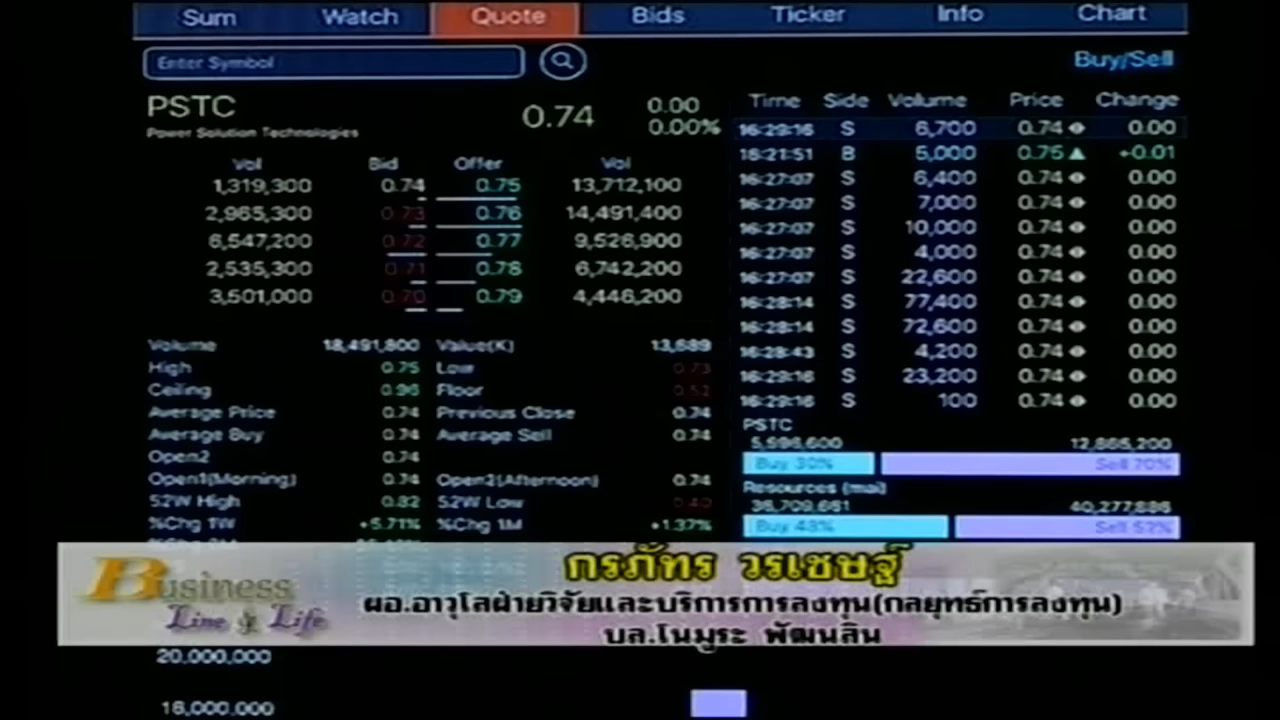 Sum Watch Quote Bids Ticker Info Chart
Enter Symbol
Buy/Sell
PSTC 0.74 0.00
Power Solution Technologies 0.00%
Vol Bid Offer Vol
1,319,300 0.74 0.75 13,712,100
2,965,300 0.73 0.76 14,491,400
6,547,200 0.72 0.77 9,526,900
2,535,300 0.71 0.78 6,742,200
3,501,000 0.70 0.79 4,446,200
Volume 18,491,800 Value(K) 13,689
High 0.75 Low 0.73
Ceiling 0.96 Floor 0.52
Average Price 0.74 Previous Close 0.74
Average Buy 0.74 Average Sell 0.74
Open2 0.74
Open1(Morning) 0.74 Open2(Afternoon) 0.74
52W High 0.82 52W Low 0.40
%Chg 1W +5.71% %Chg 1M +1.37%
Time Side Volume Price Change
16:29:16 S 6,700 0.74 0.00
16:21:51 B 5,000 0.75 +0.01
16:27:07 S 6,400 0.74 0.00
16:27:07 S 7,000 0.74 0.00
16:27:07 S 10,000 0.74 0.00
16:27:07 S 4,000 0.74 0.00
16:27:07 S 22,600 0.74 0.00
16:28:14 S 77,400 0.74 0.00
16:28:14 S 72,600 0.74 0.00
16:28:43 S 4,200 0.74 0.00
16:29:16 S 23,200 0.74 0.00
16:29:16 S 100 0.74 0.00
PSTC
5,596,600 12,865,200
Buy 30% Sell 70%
Resources (mai)
36,709,661 40,277,886
Buy 48% Sell 52%
Business
Line & Life
กรภัทร วรเชษฐ์
ผอ.อาวุโสฝ่ายวิจัยและบริการการลงทุน(กลยุทธ์การลงทุน)
บล.โนมูระ พัฒนสิน
20,000,000
16,000,000